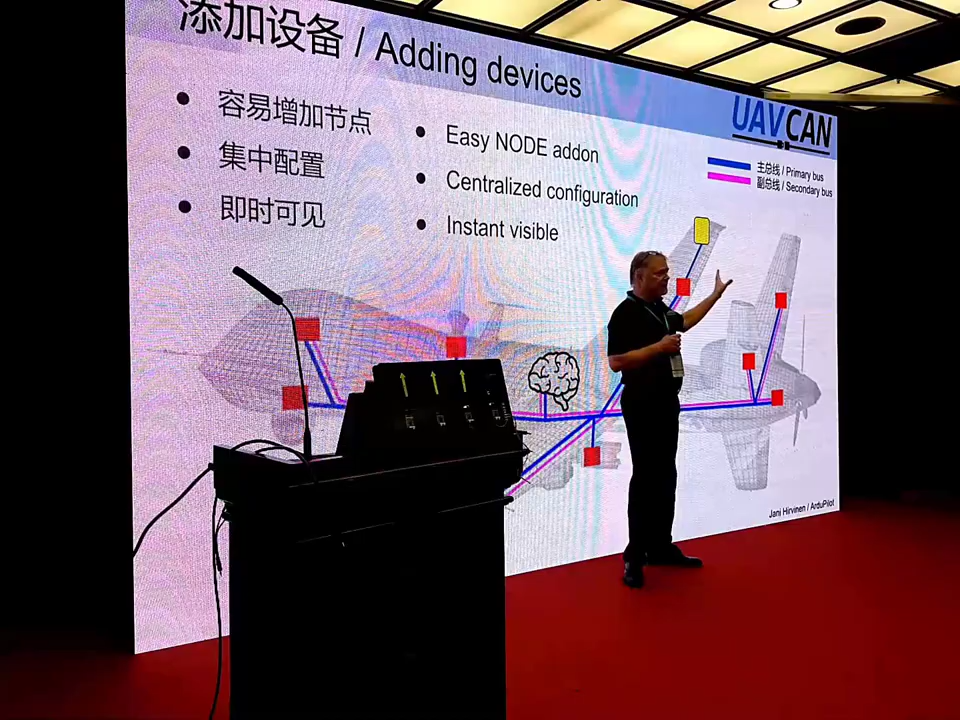 添加设备 / Adding devices
容易增加节点
集中配置
即时可见
Easy NODE addon
Centralized configuration
Instant visible
UAVCAN
主总线 / Primary bus
副总线 / Secondary bus
Jani Hirvinen / ArduPilot